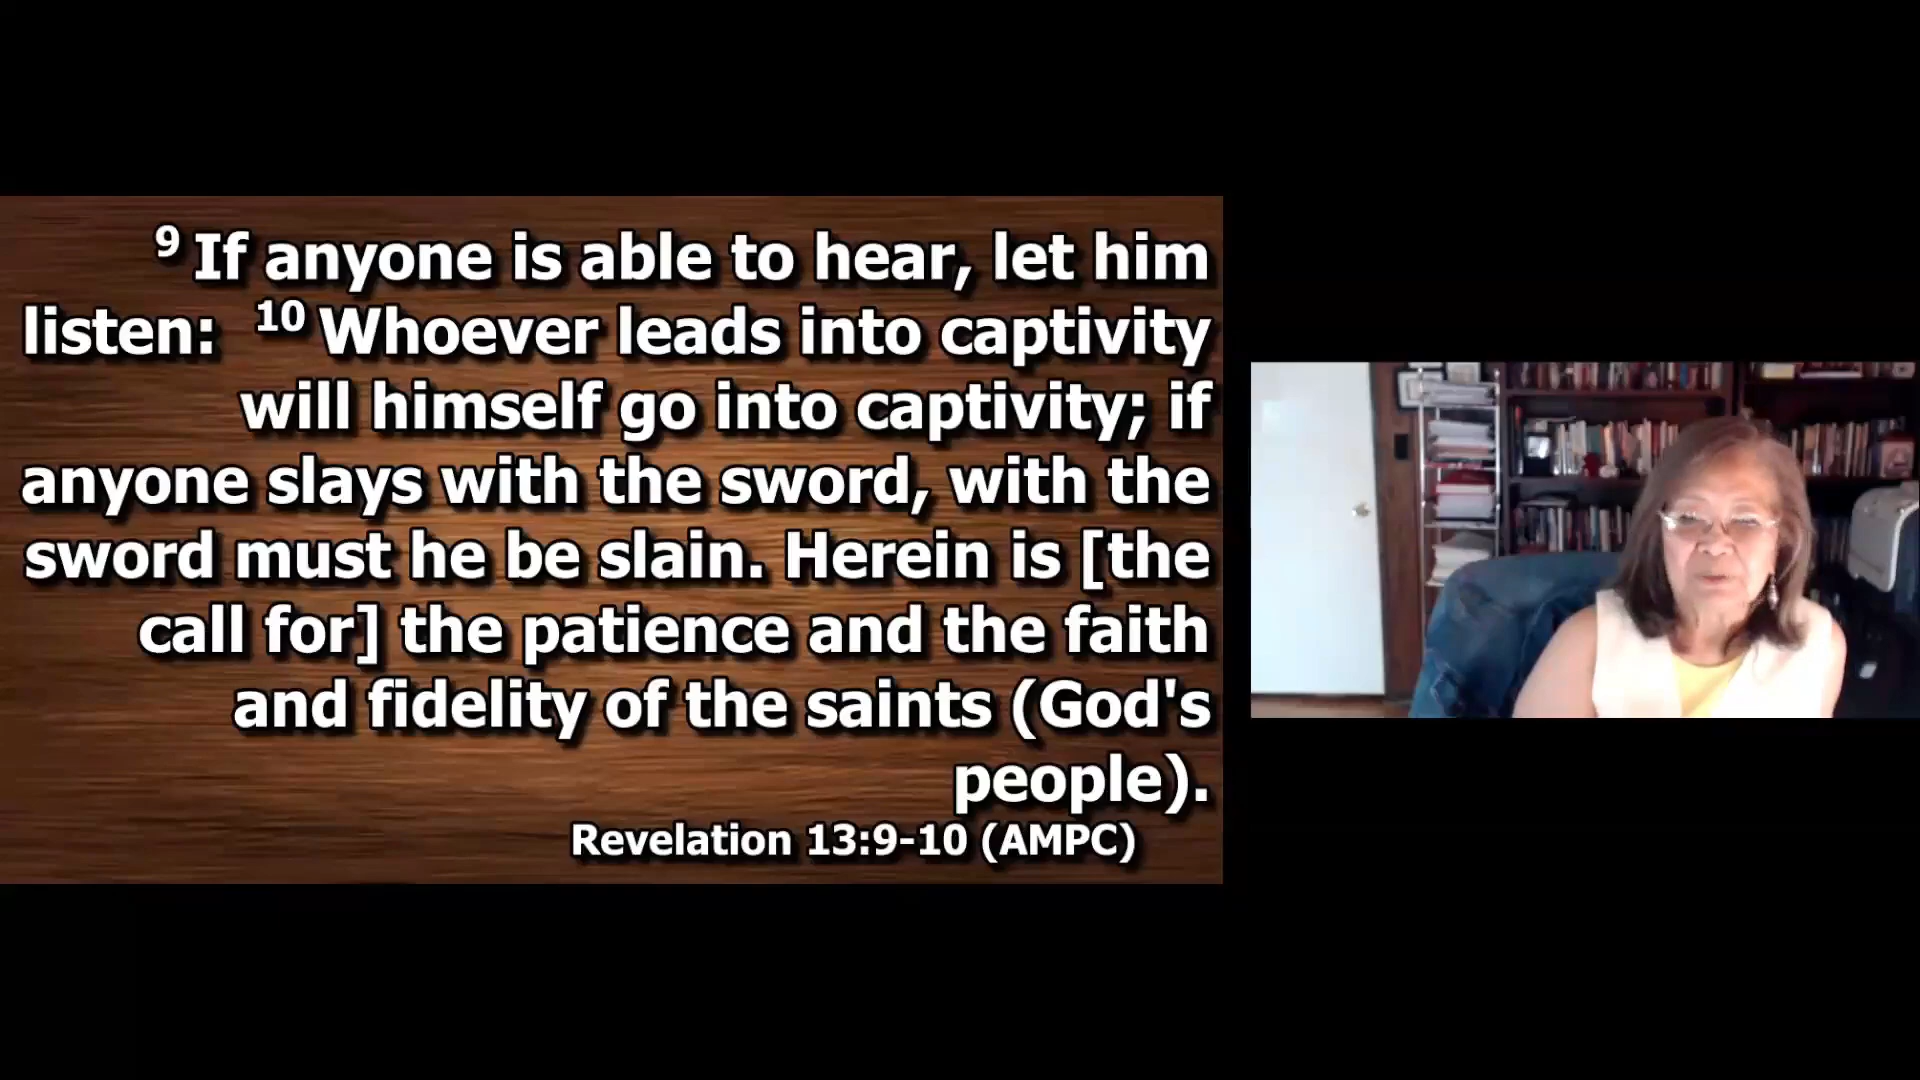 ⁹ If anyone is able to hear, let him
listen: ¹⁰ Whoever leads into captivity
will himself go into captivity; if
anyone slays with the sword, with the
sword must he be slain. Herein is [the
call for] the patience and the faith
and fidelity of the saints (God's
people).
Revelation 13:9-10 (AMPC)